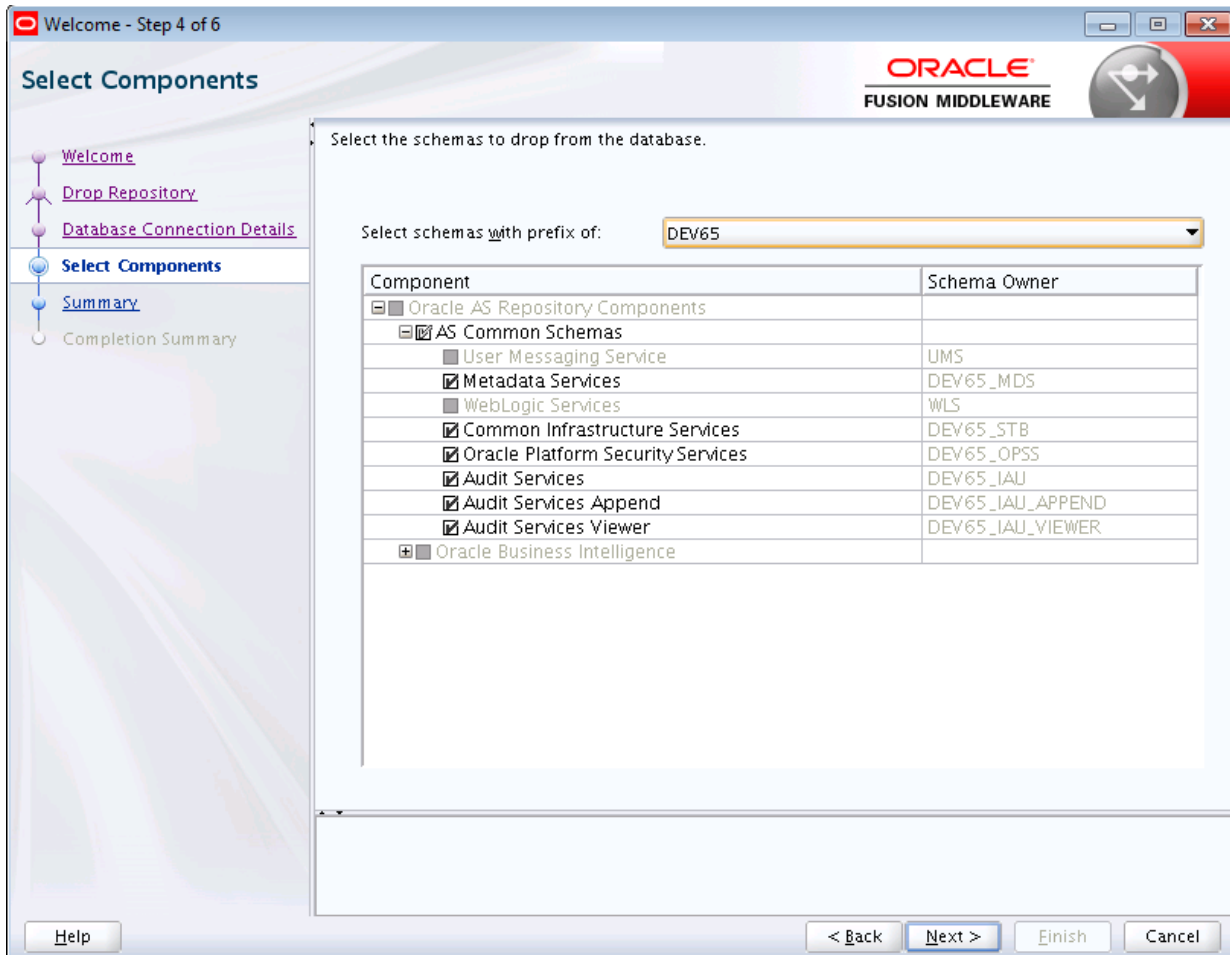 Welcome - Step 4 of 6
Select Components
ORACLE
FUSION MIDDLEWARE
Welcome
Drop Repository
Database Connection Details
Select Components
Summary
Completion Summary
Select the schemas to drop from the database.
Select schemas with prefix of: DEV65
Component Schema Owner
Oracle AS Repository Components
AS Common Schemas
User Messaging Service UMS
Metadata Services DEV65_MDS
WebLogic Services WLS
Common Infrastructure Services DEV65_STB
Oracle Platform Security Services DEV65_OPSS
Audit Services DEV65_IAU
Audit Services Append DEV65_IAU_APPEND
Audit Services Viewer DEV65_IAU_VIEWER
Oracle Business Intelligence
Help < Back Next > Finish Cancel